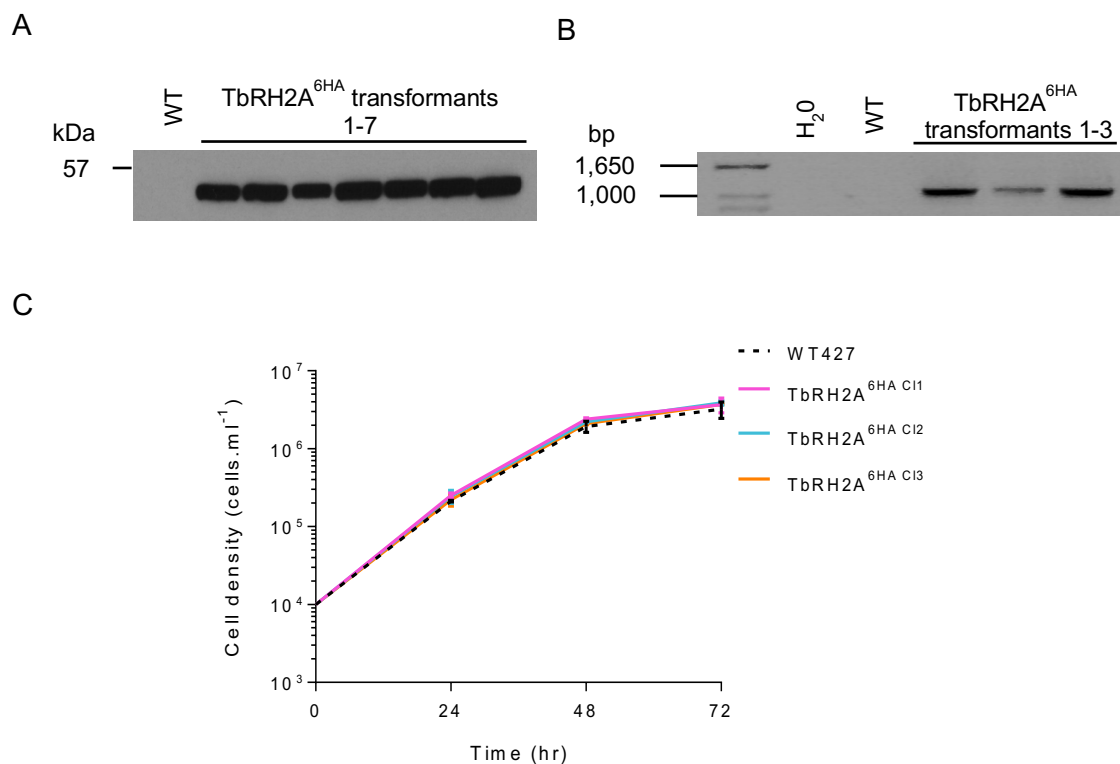 A
WT
TbRH2A6HA transformants
1-7
kDa
57
B
H20
WT
TbRH2A6HA
transformants 1-3
bp
1,650
1,000
C
WT427
TbRH2A6HA Cl1
TbRH2A6HA Cl2
TbRH2A6HA Cl3
Cell density (cells.ml-1)
107
106
105
104
103
0 24 48 72
Time (hr)